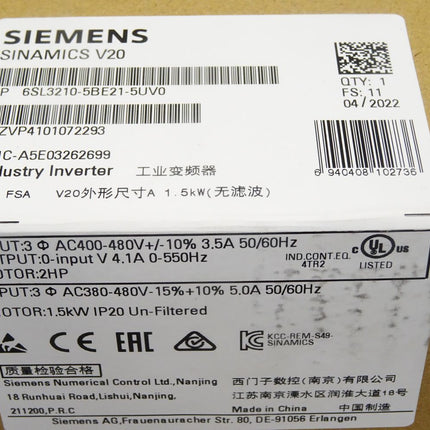 SIEMENS
SINAMICS V20
P 6SL3210-5BE21-5UV0
QTY: 1
FS: 11
04/2022
ZVP4101072293
IC-A5E03262699
dustry Inverter 工业变频器
FSA V20外形尺寸A 1.5kW(无滤波)
6 940408 102736
PUT:3 Φ AC400-480V+/-10% 3.5A 50/60Hz
TPUT:0-input V 4.1A 0-550Hz
OTOR:2HP
IND.CONT.EQ.
4TR2
c UL us
LISTED
PUT:3 Φ AC380-480V-15%+10% 5.0A 50/60Hz
OTOR:1.5kW IP20 Un-Filtered
CE EAC
KCC-REM-S49-
SINAMICS
质量检验合格
Siemens Numerical Control Ltd.,Nanjing
18 Runhuai Road,Lishui,Nanjing,
211200,P.R.C
西门子数控(南京)有限公司
江苏南京溧水区润淮大道18号
Made in China 中国制造
Siemens AG,Frauenauracher Str. 80, DE-91056 Erlangen